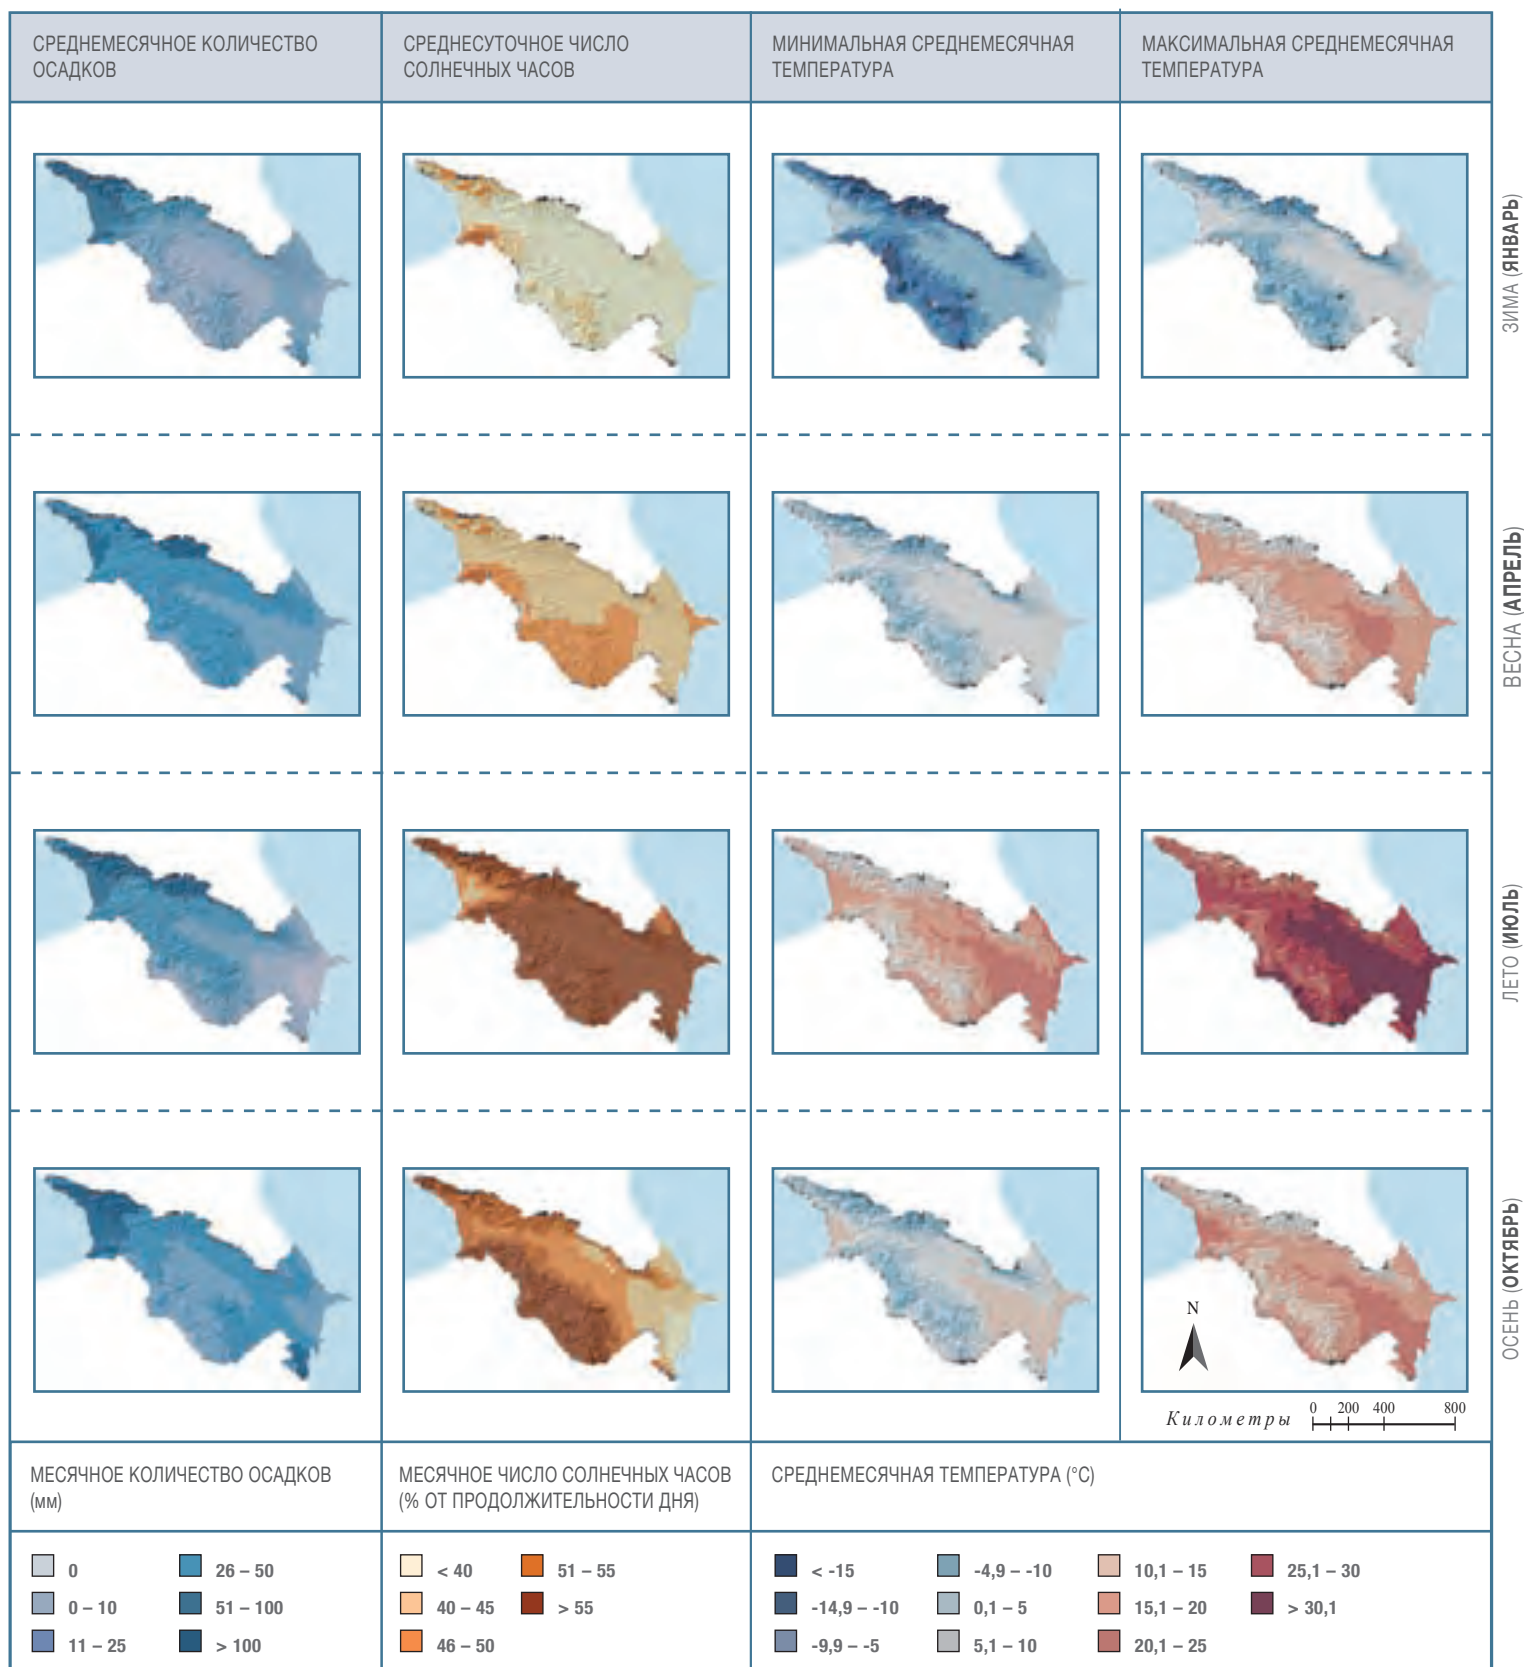 СРЕДНЕМЕСЯЧНОЕ КОЛИЧЕСТВО
ОСАДКОВ
СРЕДНЕСУТОЧНОЕ ЧИСЛО
СОЛНЕЧНЫХ ЧАСОВ
МИНИМАЛЬНАЯ СРЕДНЕМЕСЯЧНАЯ
ТЕМПЕРАТУРА
МАКСИМАЛЬНАЯ СРЕДНЕМЕСЯЧНАЯ
ТЕМПЕРАТУРА
ЗИМА (ЯНВАРЬ)
ВЕСНА (АПРЕЛЬ)
ЛЕТО (ИЮЛЬ)
ОСЕНЬ (ОКТЯБРЬ)
N
Километры
0 200 400 800
МЕСЯЧНОЕ КОЛИЧЕСТВО ОСАДКОВ
(мм)
МЕСЯЧНОЕ ЧИСЛО СОЛНЕЧНЫХ ЧАСОВ
(% ОТ ПРОДОЛЖИТЕЛЬНОСТИ ДНЯ)
СРЕДНЕМЕСЯЧНАЯ ТЕМПЕРАТУРА (°C)
0
0 – 10
11 – 25
26 – 50
51 – 100
> 100
< 40
40 – 45
46 – 50
51 – 55
> 55
< -15
-14,9 – -10
-9,9 – -5
-4,9 – -10
0,1 – 5
5,1 – 10
10,1 – 15
15,1 – 20
20,1 – 25
25,1 – 30
> 30,1